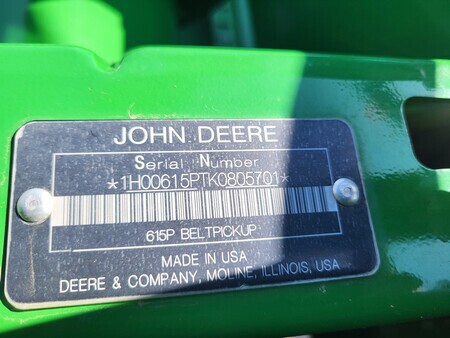 JOHN DEERE
Serial Number
*1H00615PTK0805701*
615P BELTPICKUP
MADE IN USA
DEERE & COMPANY, MOLINE, ILLINOIS, USA